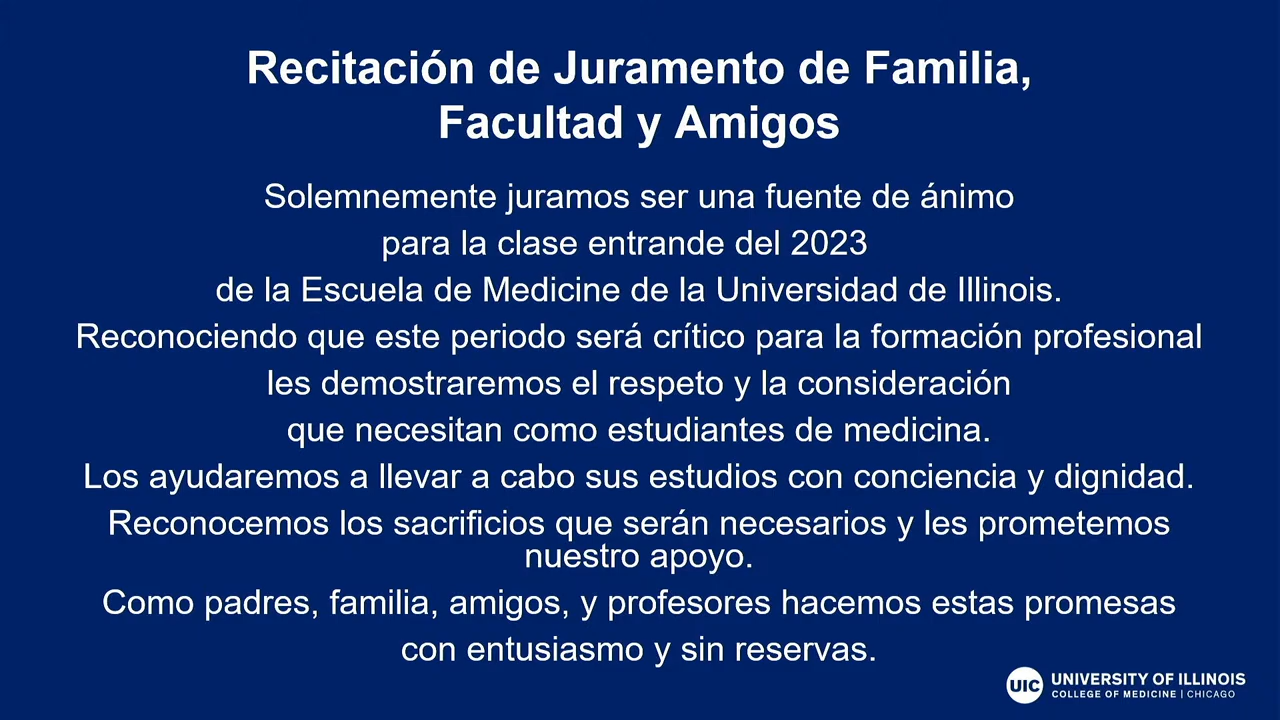 Recitación de Juramento de Familia,
Facultad y Amigos
Solemnemente juramos ser una fuente de ánimo
para la clase entrande del 2023
de la Escuela de Medicine de la Universidad de Illinois.
Reconociendo que este periodo será crítico para la formación profesional
les demostraremos el respeto y la consideración
que necesitan como estudiantes de medicina.
Los ayudaremos a llevar a cabo sus estudios con conciencia y dignidad.
Reconocemos los sacrificios que serán necesarios y les prometemos
nuestro apoyo.
Como padres, familia, amigos, y profesores hacemos estas promesas
con entusiasmo y sin reservas.
UIC UNIVERSITY OF ILLINOIS
COLLEGE OF MEDICINE | CHICAGO